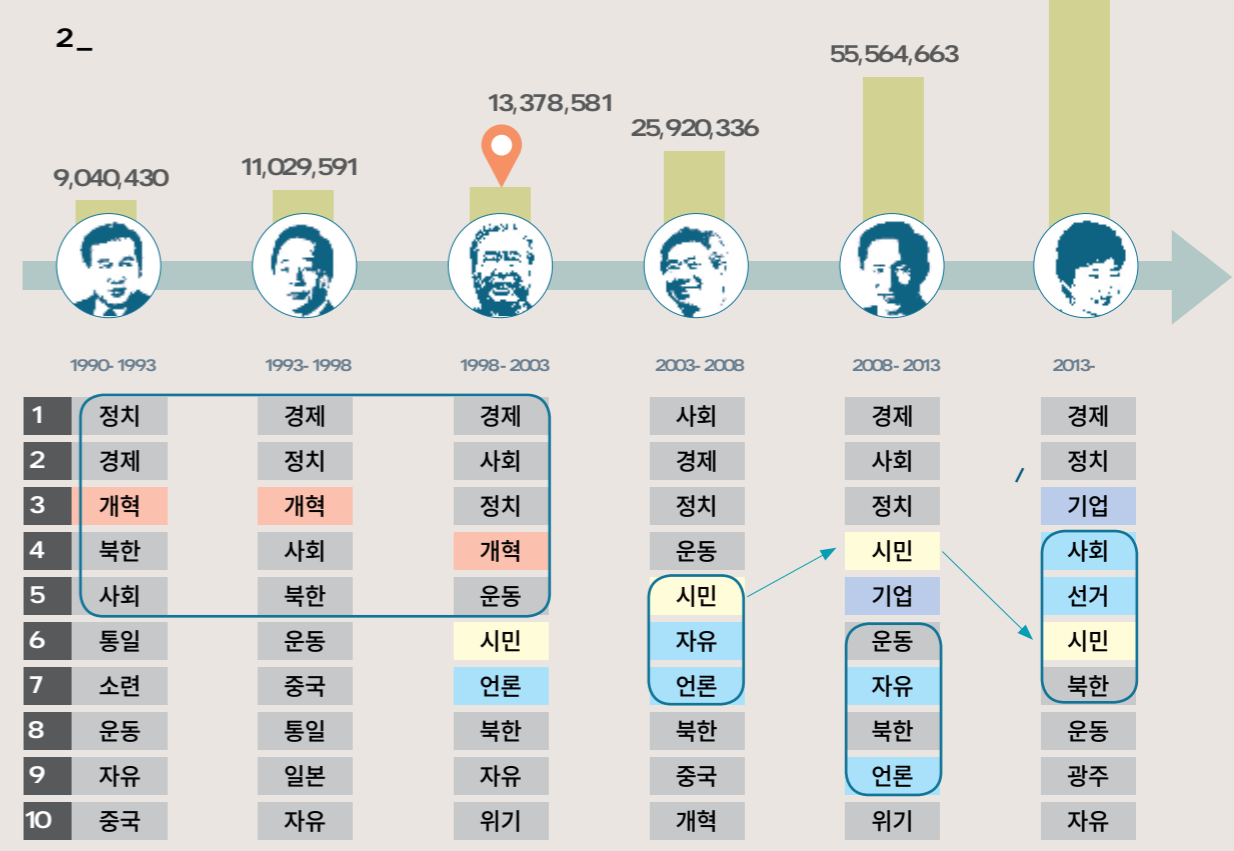 2_
55,564,663
13,378,581
25,920,336
11,029,591
9,040,430
1990-1993 1993-1998 1998-2003 2003-2008 2008-2013 2013-
1 정치 경제 경제 사회 경제 경제
2 경제 정치 사회 경제 사회 / 정치
3 개혁 개혁 정치 정치 정치 기업
4 북한 사회 개혁 운동 시민 사회
5 사회 북한 운동 시민 기업 선거
6 통일 운동 시민 자유 운동 시민
7 소련 중국 언론 언론 자유 북한
8 운동 통일 북한 북한 북한 운동
9 자유 일본 자유 중국 언론 광주
10 중국 자유 위기 개혁 위기 자유